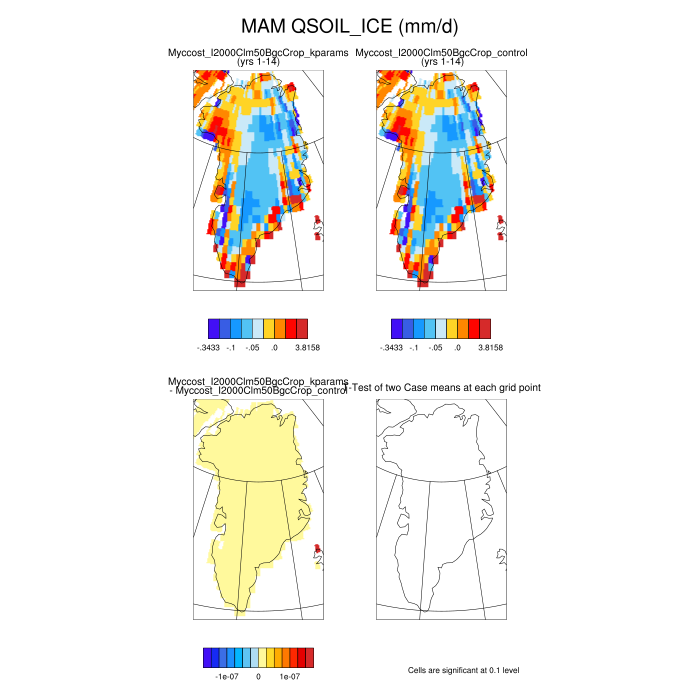 MAM QSOIL_ICE (mm/d)
Myccost_I2000Clm50BgcCrop_kparams
(yrs 1-14)
Myccost_I2000Clm50BgcCrop_control
(yrs 1-14)
-.3433 -.1 -.05 .0 3.8158
-.3433 -.1 -.05 .0 3.8158
Myccost_I2000Clm50BgcCrop_kparams
- Myccost_I2000Clm50BgcCrop_control
T-Test of two Case means at each grid point
-1e-07 0 1e-07
Cells are significant at 0.1 level